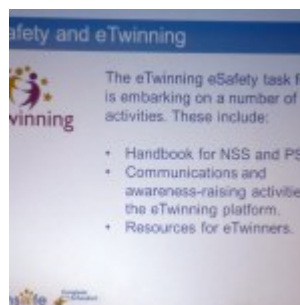 afety and eTwinning
winning
The eTwinning eSafety task f
is embarking on a number of
activities. These include:
• Handbook for NSS and PS
• Communications and
awareness-raising activitie
the eTwinning platform.
• Resources for eTwinners.